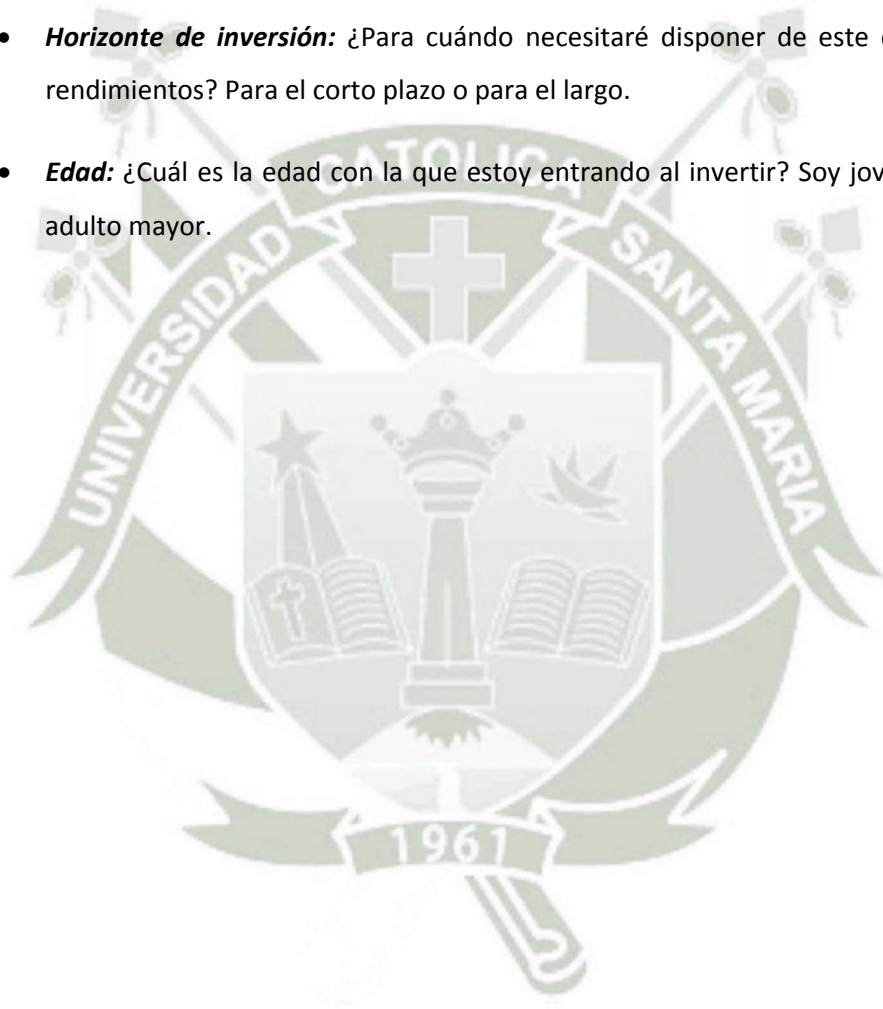 • Horizonte de inversión: ¿Para cuándo necesitaré disponer de este
rendimientos? Para el corto plazo o para el largo.
• Edad: ¿Cuál es la edad con la que estoy entrando al invertir? Soy
adulto mayor.
UNIVERSIDAD CATOLICA SANTA MARIA
1961